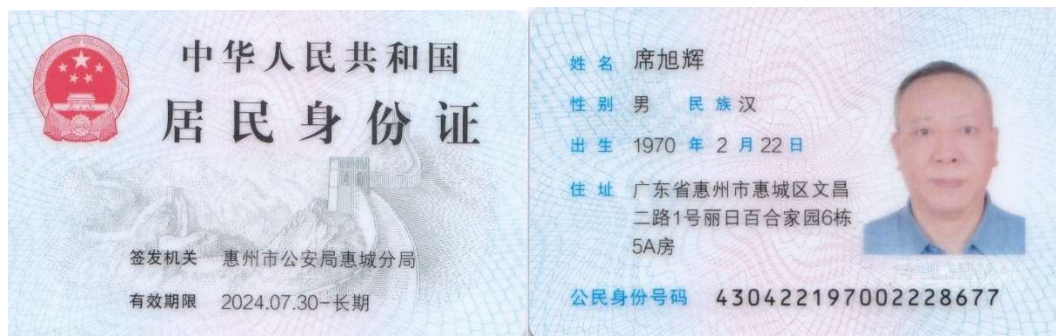 中华人民共和国
居民身份证
签发机关 惠州市公安局惠城分局
有效期限 2024.07.30-长期
姓名 席旭辉
性别 男 民族 汉
出生 1970 年 2 月 22 日
住址 广东省惠州市惠城区文昌
二路1号丽日百合家园6栋
5A房
公民身份号码 430422197002228677